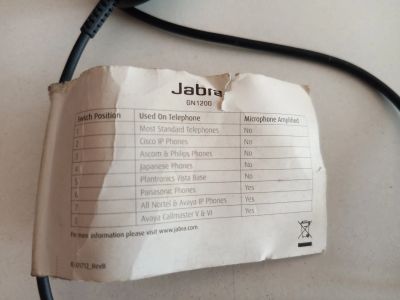 Jabra
GN1200
Switch Position Used On Telephone Microphone Amplified
1 Most Standard Telephones No
2 Cisco IP Phones No
3 Ascom & Philips Phones No
4 Japanese Phones No
5 Plantronics Vista Base No
6 Panasonic Phones Yes
7 All Nortel & Avaya IP Phones Yes
Avaya Callmaster V & VI Yes
For more information please visit www.jabra.com